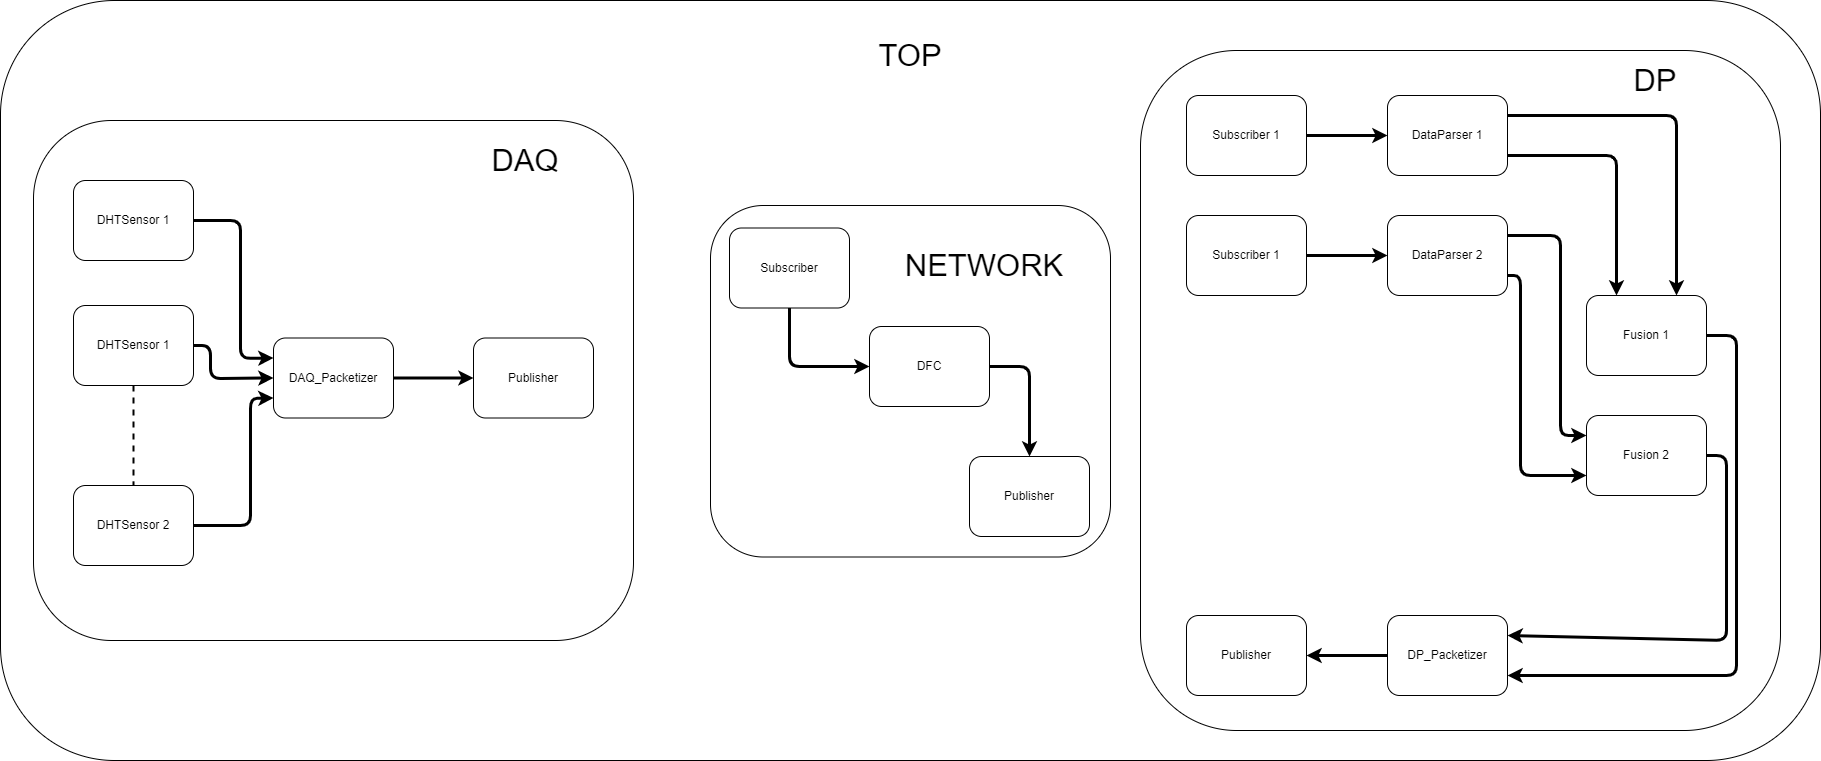 TOP
DAQ
DHTSensor 1
DHTSensor 1
DHTSensor 2
DAQ_Packetizer
Publisher
NETWORK
Subscriber
DFC
Publisher
DP
Subscriber 1
DataParser 1
Subscriber 1
DataParser 2
Fusion 1
Fusion 2
Publisher
DP_Packetizer